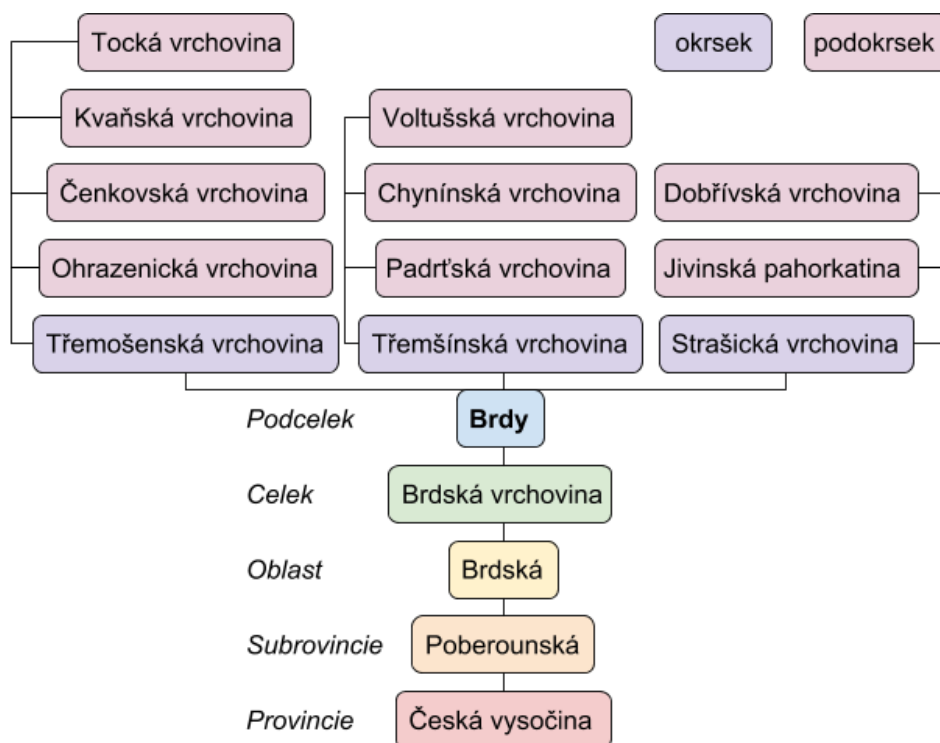 Tocká vrchovina
okrsek
podokrsek
Kvaňská vrchovina
Voltušská vrchovina
Čenkovská vrchovina
Chynínská vrchovina
Dobřívská vrchovina
Ohrazenická vrchovina
Padrťská vrchovina
Jivinská pahorkatina
Třemošenská vrchovina
Třemšínská vrchovina
Strašická vrchovina
Podcelek
Brdy
Celek
Brdská vrchovina
Oblast
Brdská
Subrovincie
Poberounská
Provincie
Česká vysočina